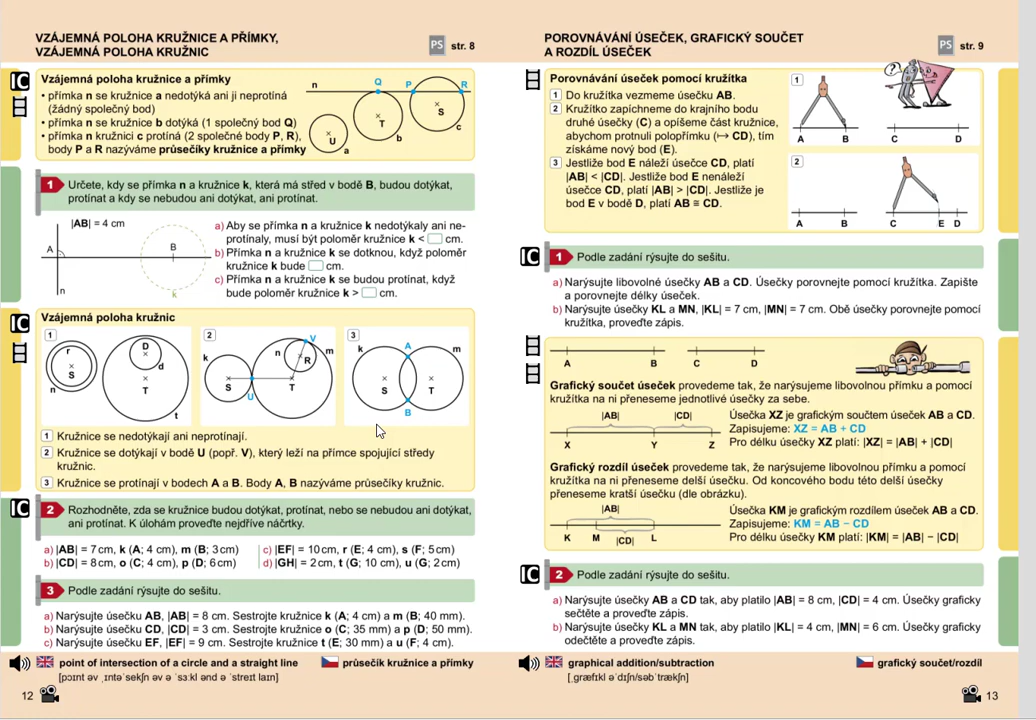 VZÁJEMNÁ POLOHA KRUŽNICE A PŘÍMKY,
VZÁJEMNÁ POLOHA KRUŽNIC
PS str. 8
Vzájemná poloha kružnice a přímky
• přímka n se kružnice a nedotýká ani ji neprotíná
(žádný společný bod)
• přímka n se kružnice b dotýká (1 společný bod Q)
• přímka n kružnici c protíná (2 společné body P, R),
body P a R nazýváme průsečíky kružnice a přímky
n Q P R
U a T b S c
1 Určete, kdy se přímka n a kružnice k, která má střed v bodě B, budou dotýkat,
protínat a kdy se nebudou ani dotýkat, ani protínat.
|AB| = 4 cm
A B
n k
a) Aby se přímka n a kružnice k nedotýkaly ani ne-
protínaly, musí být poloměr kružnice k < cm.
b) Přímka n a kružnice k se dotknou, když poloměr
kružnice k bude cm.
c) Přímka n a kružnice k se budou protínat, když
bude poloměr kružnice k > cm.
Vzájemná poloha kružnic
1 r S n D d T t
2 k S U T n R V m
3 k A m S T B
1 Kružnice se nedotýkají ani neprotínají.
2 Kružnice se dotýkají v bodě U (popř. V), který leží na přímce spojující středy
kružnic.
3 Kružnice se protínají v bodech A a B. Body A, B nazýváme průsečíky kružnic.
2 Rozhodněte, zda se kružnice budou dotýkat, protínat, nebo se nebudou ani dotýkat,
ani protínat. K úlohám proveďte nejdříve náčrtky.
a) |AB| = 7 cm, k (A; 4 cm), m (B; 3 cm)
b) |CD| = 8 cm, o (C; 4 cm), p (D; 6 cm)
c) |EF| = 10 cm, r (E; 4 cm), s (F; 5 cm)
d) |GH| = 2 cm, t (G; 10 cm), u (G; 2 cm)
3 Podle zadání rýsujte do sešitu.
a) Narýsujte úsečku AB, |AB| = 8 cm. Sestrojte kružnice k (A; 4 cm) a m (B; 40 mm).
b) Narýsujte úsečku CD, |CD| = 3 cm. Sestrojte kružnice o (C; 35 mm) a p (D; 50 mm).
c) Narýsujte úsečku EF, |EF| = 9 cm. Sestrojte kružnice t (E; 30 mm) a u (F; 4 cm).
point of intersection of a circle and a straight line
[pɔɪnt əv ˌɪntəˈsekʃn əv ə ˈsɜːkl ənd ə ˈstreɪt laɪn]
průsečík kružnice a přímky
12
POROVNÁVÁNÍ ÚSEČEK, GRAFICKÝ SOUČET
A ROZDÍL ÚSEČEK
PS str. 9
Porovnávání úseček pomocí kružítka
1 Do kružítka vezmeme úsečku AB.
2 Kružítko zapíchneme do krajního bodu
druhé úsečky (C) a opíšeme část kružnice,
abychom protnuli polopřímku (↦ CD), tím
získáme nový bod (E).
3 Jestliže bod E náleží úsečce CD, platí
|AB| < |CD|. Jestliže bod E nenáleží
úsečce CD, platí |AB| > |CD|. Jestliže je
bod E v bodě D, platí AB ≅ CD.
1 ?
A B C D
2
A B C E D
1 Podle zadání rýsujte do sešitu.
a) Narýsujte libovolné úsečky AB a CD. Úsečky porovnejte pomocí kružítka. Zapište
a porovnejte délky úseček.
b) Narýsujte úsečky KL a MN, |KL| = 7 cm, |MN| = 7 cm. Obě úsečky porovnejte pomocí
kružítka, proveďte zápis.
A B C D
Grafický součet úseček provedeme tak, že narýsujeme libovolnou přímku a pomocí
kružítka na ni přeneseme jednotlivé úsečky za sebe.
|AB| |CD|
X Y Z
Úsečka XZ je grafickým součtem úseček AB a CD.
Zapisujeme: XZ = AB + CD
Pro délku úsečky XZ platí: |XZ| = |AB| + |CD|
Grafický rozdíl úseček provedeme tak, že narýsujeme libovolnou přímku a pomocí
kružítka na ni přeneseme delší úsečku. Od koncového bodu této delší úsečky
přeneseme kratší úsečku (dle obrázku).
|AB|
K M L
|CD|
Úsečka KM je grafickým rozdílem úseček AB a CD.
Zapisujeme: KM = AB − CD
Pro délku úsečky KM platí: |KM| = |AB| − |CD|
2 Podle zadání rýsujte do sešitu.
a) Narýsujte úsečky AB a CD tak, aby platilo |AB| = 8 cm, |CD| = 4 cm. Úsečky graficky
sečtěte a proveďte zápis.
b) Narýsujte úsečky KL a MN tak, aby platilo |KL| = 4 cm, |MN| = 6 cm. Úsečky graficky
odečtěte a proveďte zápis.
graphical addition/subtraction
[ˌgræfɪkl əˈdɪʃn/səbˈtrækʃn]
grafický součet/rozdíl
13